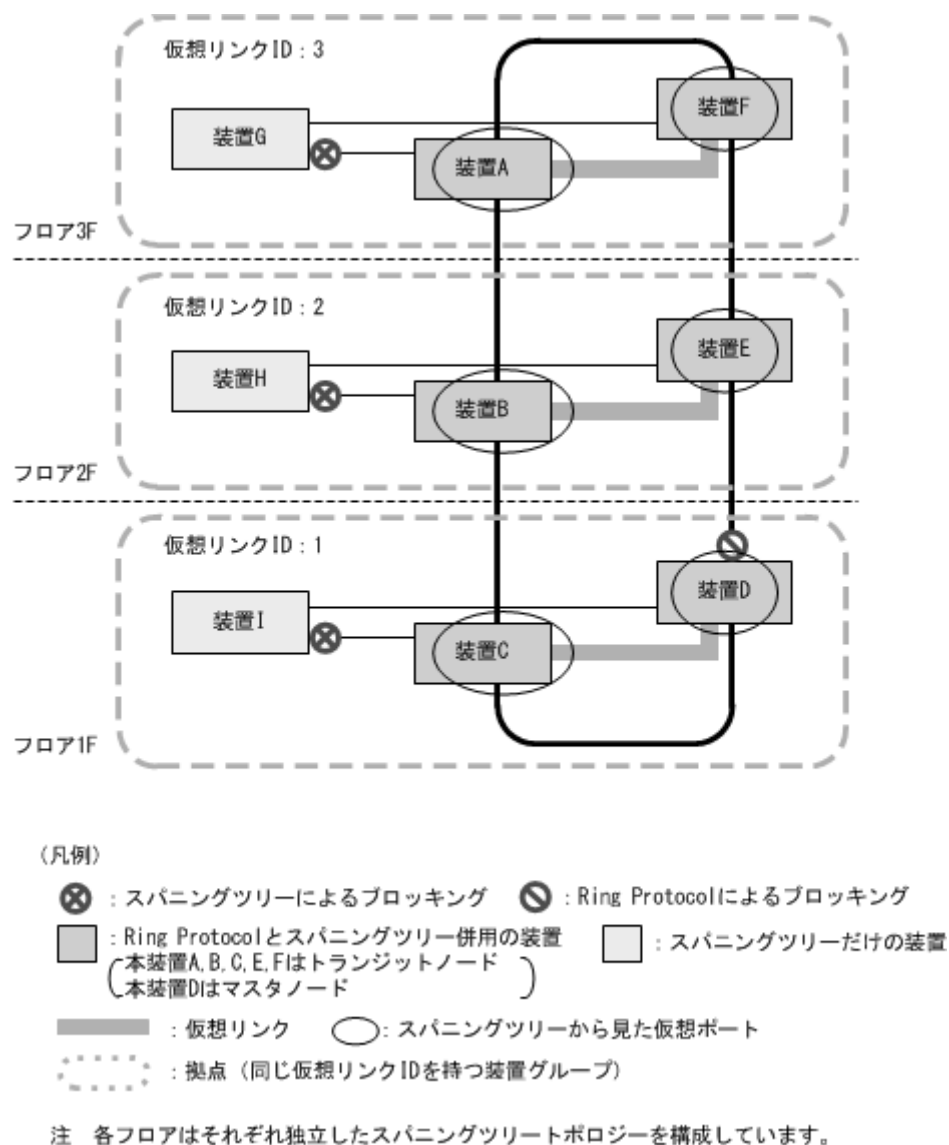 仮想リンクID：3
装置F
装置G
装置A
フロア3F
仮想リンクID：2
装置E
装置H
装置B
フロア2F
仮想リンクID：1
装置D
装置I
装置C
フロア1F
（凡例）
：スパニングツリーによるブロッキング ：Ring Protocolによるブロッキング
：Ring Protocolとスパニングツリー併用の装置 ：スパニングツリーだけの装置
（本装置A,B,C,E,Fはトランジットノード
本装置Dはマスタノード）
：仮想リンク ：スパニングツリーから見た仮想ポート
：拠点（同じ仮想リンクIDを持つ装置グループ）
注 各フロアはそれぞれ独立したスパニングツリートポロジーを構成しています。